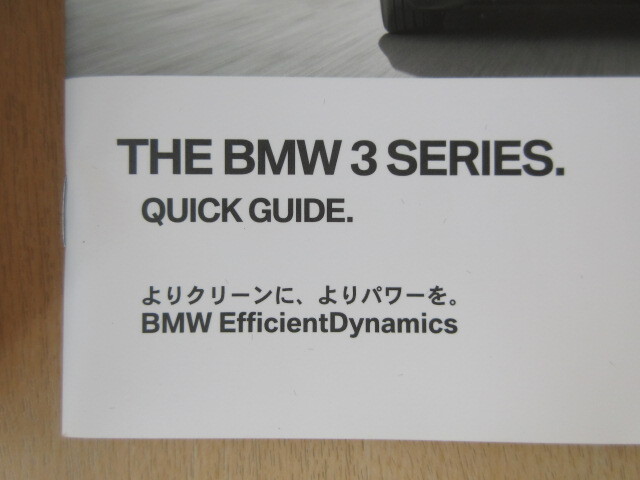 THE BMW 3 SERIES.
QUICK GUIDE.
よりクリーンに、よりパワーを。
BMW EfficientDynamics